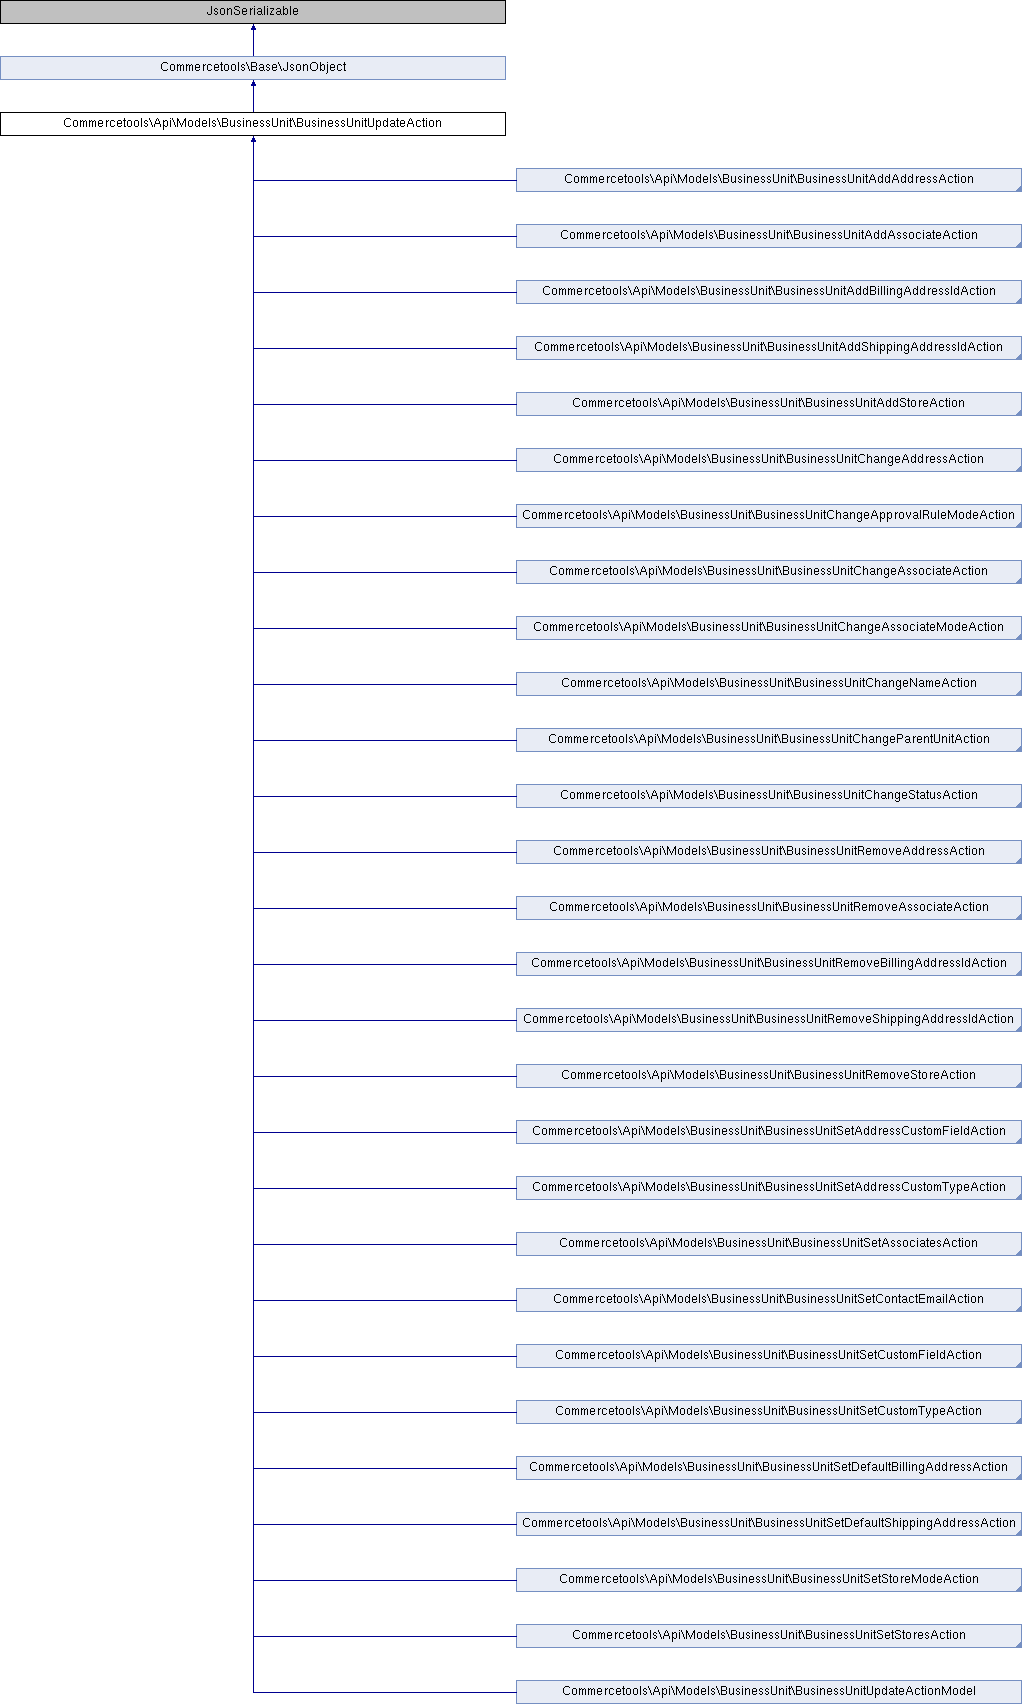 JsonSerializable
Commercetools\Base\JsonObject
Commercetools\Api\Models\BusinessUnit\BusinessUnitUpdateAction
Commercetools\Api\Models\BusinessUnit\BusinessUnitAddAddressAction
Commercetools\Api\Models\BusinessUnit\BusinessUnitAddAssociateAction
Commercetools\Api\Models\BusinessUnit\BusinessUnitAddBillingAddressIdAction
Commercetools\Api\Models\BusinessUnit\BusinessUnitAddShippingAddressIdAction
Commercetools\Api\Models\BusinessUnit\BusinessUnitAddStoreAction
Commercetools\Api\Models\BusinessUnit\BusinessUnitChangeAddressAction
Commercetools\Api\Models\BusinessUnit\BusinessUnitChangeApprovalRuleModeAction
Commercetools\Api\Models\BusinessUnit\BusinessUnitChangeAssociateAction
Commercetools\Api\Models\BusinessUnit\BusinessUnitChangeAssociateModeAction
Commercetools\Api\Models\BusinessUnit\BusinessUnitChangeNameAction
Commercetools\Api\Models\BusinessUnit\BusinessUnitChangeParentUnitAction
Commercetools\Api\Models\BusinessUnit\BusinessUnitChangeStatusAction
Commercetools\Api\Models\BusinessUnit\BusinessUnitRemoveAddressAction
Commercetools\Api\Models\BusinessUnit\BusinessUnitRemoveAssociateAction
Commercetools\Api\Models\BusinessUnit\BusinessUnitRemoveBillingAddressIdAction
Commercetools\Api\Models\BusinessUnit\BusinessUnitRemoveShippingAddressIdAction
Commercetools\Api\Models\BusinessUnit\BusinessUnitRemoveStoreAction
Commercetools\Api\Models\BusinessUnit\BusinessUnitSetAddressCustomFieldAction
Commercetools\Api\Models\BusinessUnit\BusinessUnitSetAddressCustomTypeAction
Commercetools\Api\Models\BusinessUnit\BusinessUnitSetAssociatesAction
Commercetools\Api\Models\BusinessUnit\BusinessUnitSetContactEmailAction
Commercetools\Api\Models\BusinessUnit\BusinessUnitSetCustomFieldAction
Commercetools\Api\Models\BusinessUnit\BusinessUnitSetCustomTypeAction
Commercetools\Api\Models\BusinessUnit\BusinessUnitSetDefaultBillingAddressAction
Commercetools\Api\Models\BusinessUnit\BusinessUnitSetDefaultShippingAddressAction
Commercetools\Api\Models\BusinessUnit\BusinessUnitSetStoreModeAction
Commercetools\Api\Models\BusinessUnit\BusinessUnitSetStoresAction
Commercetools\Api\Models\BusinessUnit\BusinessUnitUpdateActionModel